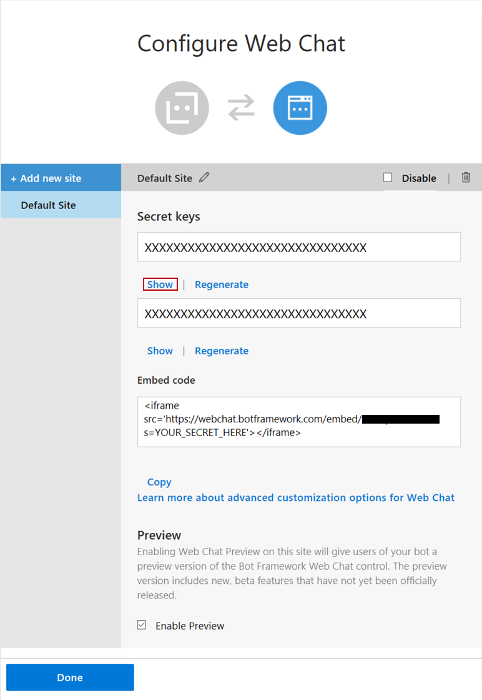 Configure Web Chat
+ Add new site
Default Site
Default Site
Disable |
Secret keys
XXXXXXXXXXXXXXXXXXXXXXXXXXXXXXX
Show | Regenerate
XXXXXXXXXXXXXXXXXXXXXXXXXXXXXXX
Show | Regenerate
Embed code
<iframe
src='https://webchat.botframework.com/embed/
s=YOUR_SECRET_HERE'></iframe>
Copy
Learn more about advanced customization options for Web Chat
Preview
Enabling Web Chat Preview on this site will give users of your bot a
preview version of the Bot Framework Web Chat control. The preview
version includes new, beta features that have not yet been officially
released.
Enable Preview
Done